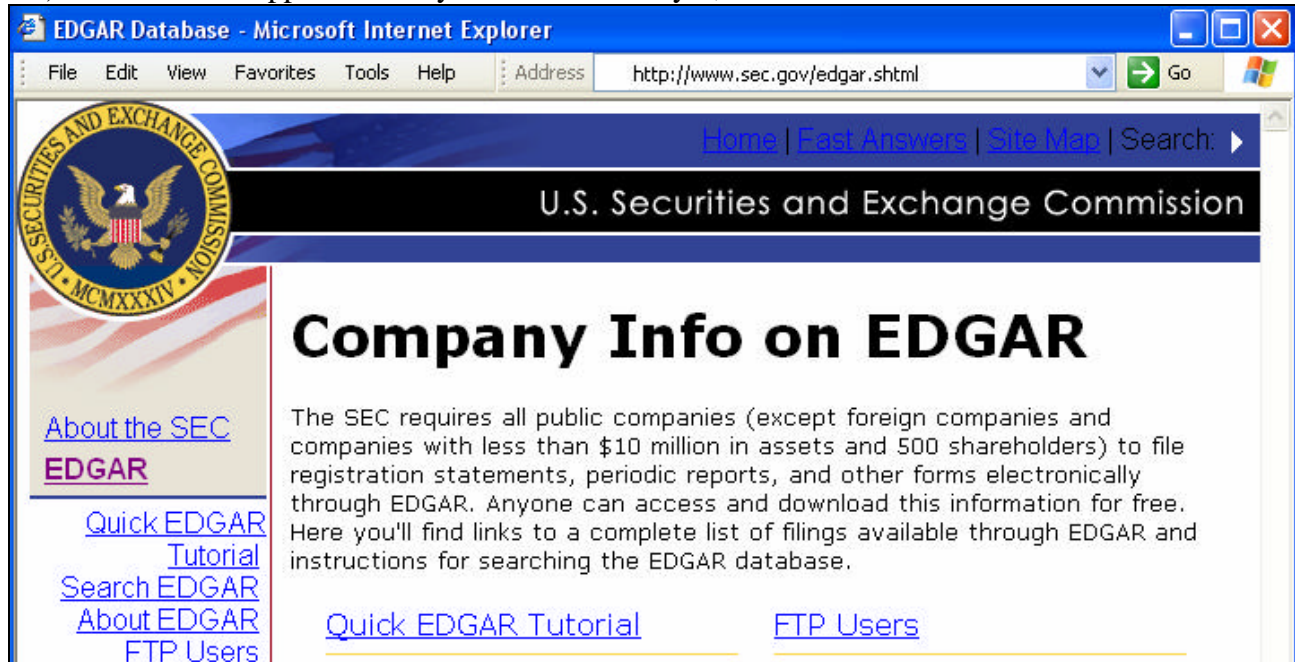 EDGAR Database - Microsoft Internet Explorer
File Edit View Favorites Tools Help Address http://www.sec.gov/edgar.shtml Go
U.S. SECURITIES AND EXCHANGE COMMISSION
MCMXXXIV
Home | Fast Answers | Site Map | Search:
U.S. Securities and Exchange Commission
About the SEC
EDGAR
Quick EDGAR
Tutorial
Search EDGAR
About EDGAR
FTP Users
Company Info on EDGAR
The SEC requires all public companies (except foreign companies and
companies with less than $10 million in assets and 500 shareholders) to file
registration statements, periodic reports, and other forms electronically
through EDGAR. Anyone can access and download this information for free.
Here you'll find links to a complete list of filings available through EDGAR and
instructions for searching the EDGAR database.
Quick EDGAR Tutorial
FTP Users